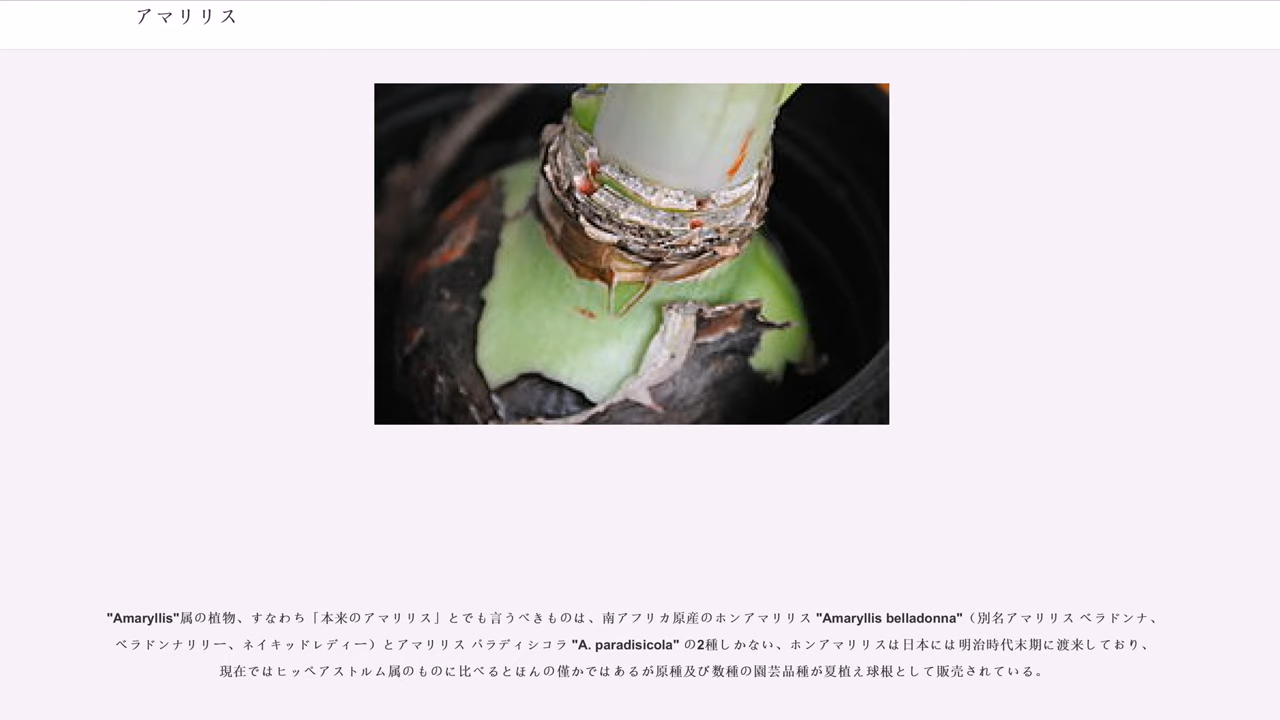 アマリリス
"Amaryllis"属の植物、すなわち「本来のアマリリス」とでも言うべきものは、南アフリカ原産のホンアマリリス "Amaryllis belladonna"（別名アマリリス ベラドンナ、
ベラドンナリリー、ネイキッドレディー）とアマリリス パラディシコラ "A. paradisicola" の2種しかない、ホンアマリリスは日本には明治時代末期に渡来しており、
現在ではヒッペアストルム属のものに比べるとほんの僅かではあるが原種及び数種の園芸品種が夏植え球根として販売されている。